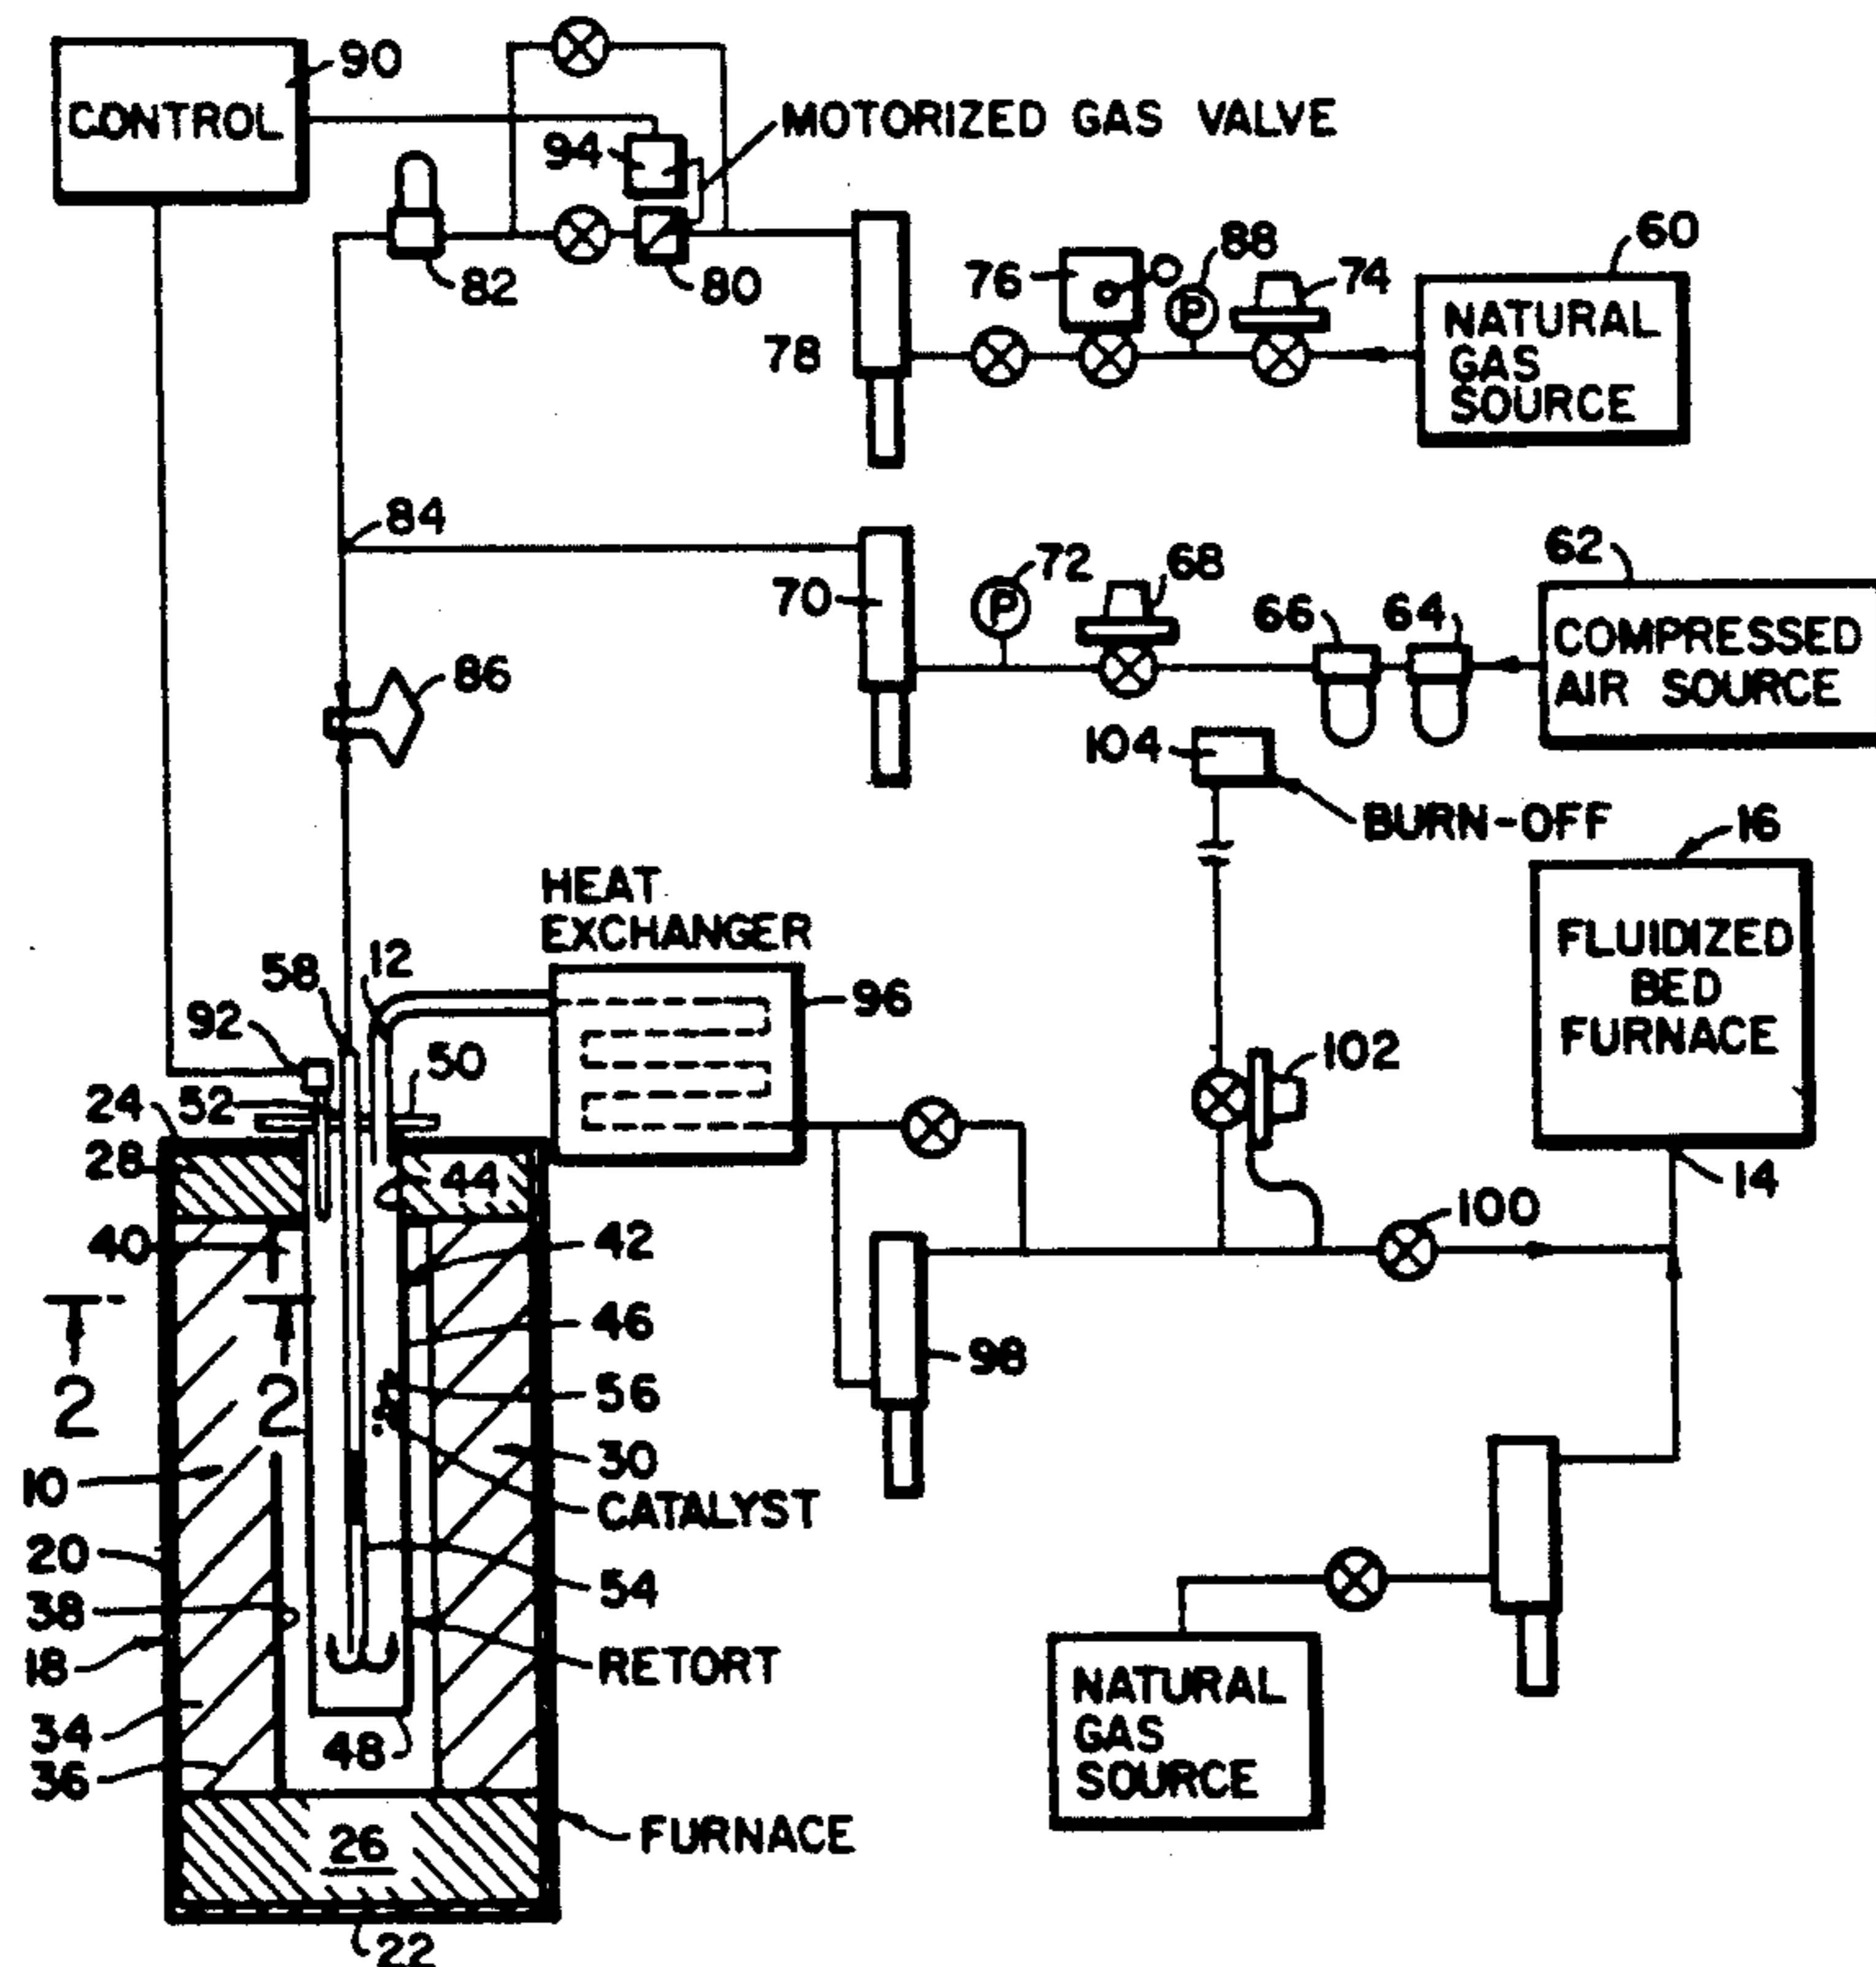 90
CONTROL
94
MOTORIZED GAS VALVE
82
80
78
76
88
74
60
NATURAL
GAS
SOURCE
P
84
70
72
P
68
66
64
62
COMPRESSED
AIR SOURCE
86
104
BURN-OFF
16
FLUIDIZED
BED
FURNACE
14
HEAT
EXCHANGER
96
58
12
92
50
52
24
28
44
40
42
46
2
2
56
30
CATALYST
10
20
54
38
18
RETORT
34
48
36
26
FURNACE
22
98
102
100
NATURAL
GAS
SOURCE